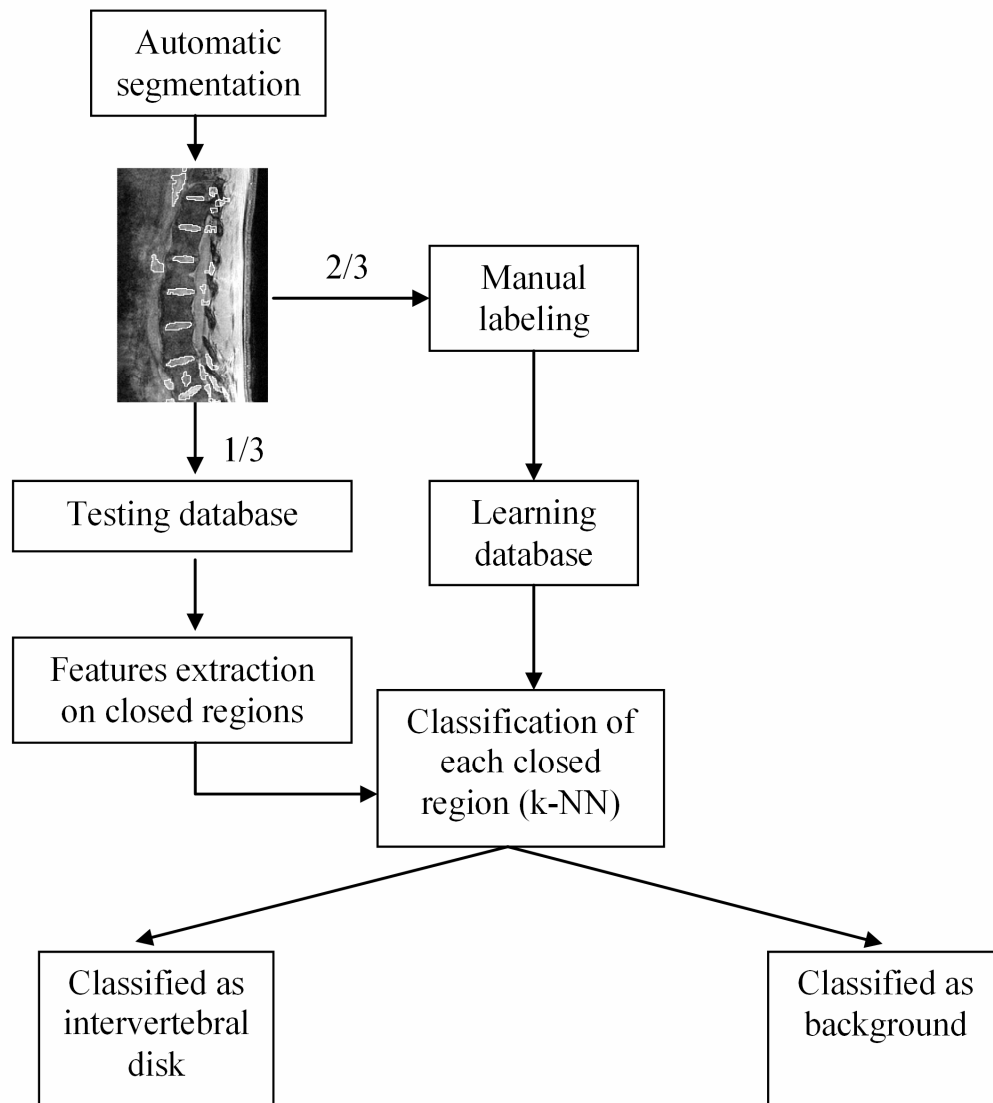 Automatic
segmentation
2/3
Manual
labeling
1/3
Testing database
Learning
database
Features extraction
on closed regions
Classification of
each closed
region (k-NN)
Classified as
intervertebral
disk
Classified as
background